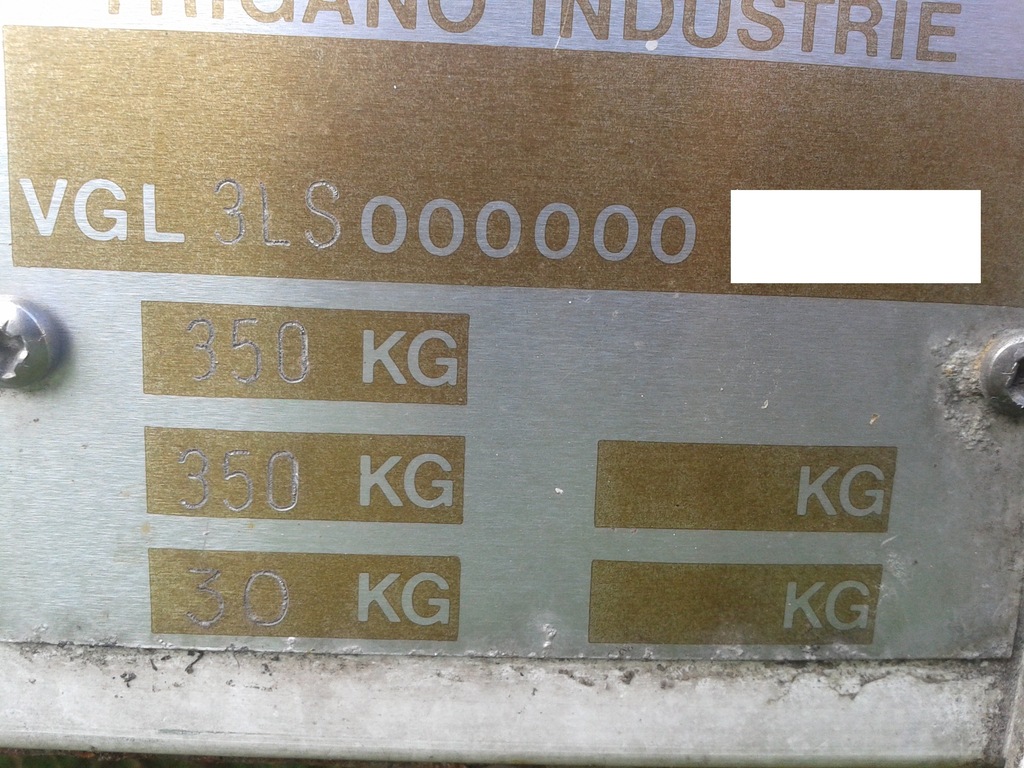 TRIGANO INDUSTRIE
VGL 3LS000000
350 KG
350 KG KG
30 KG KG